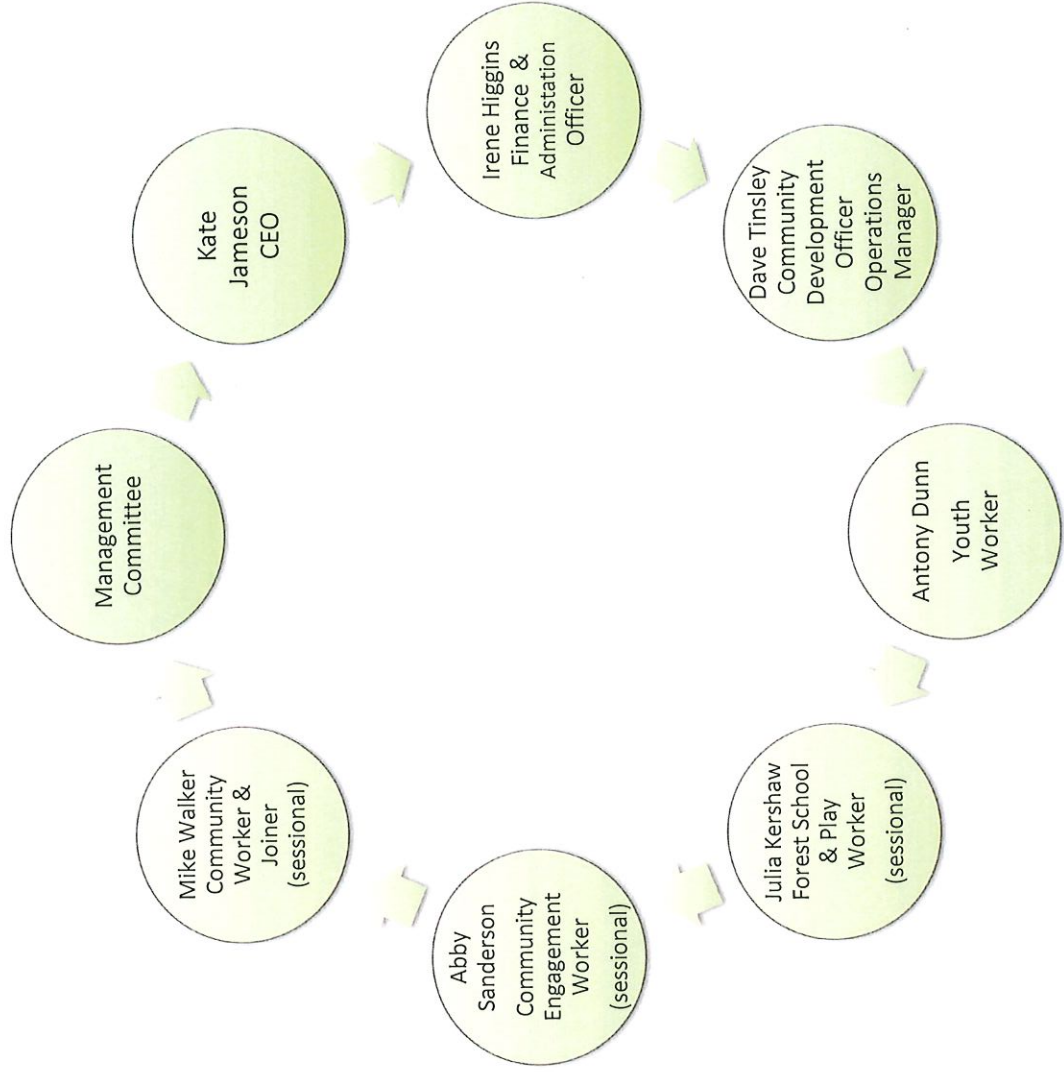 Management
Committee
Kate
Jameson
CEO
Irene Higgins
Finance &
Administation
Officer
Dave Tinsley
Community
Development
Officer
Operations
Manager
Antony Dunn
Youth
Worker
Julia Kershaw
Forest School
& Play
Worker
(sessional)
Abby
Sanderson
Community
Engagement
Worker
(sessional)
Mike Walker
Community
Worker &
Joiner
(sessional)